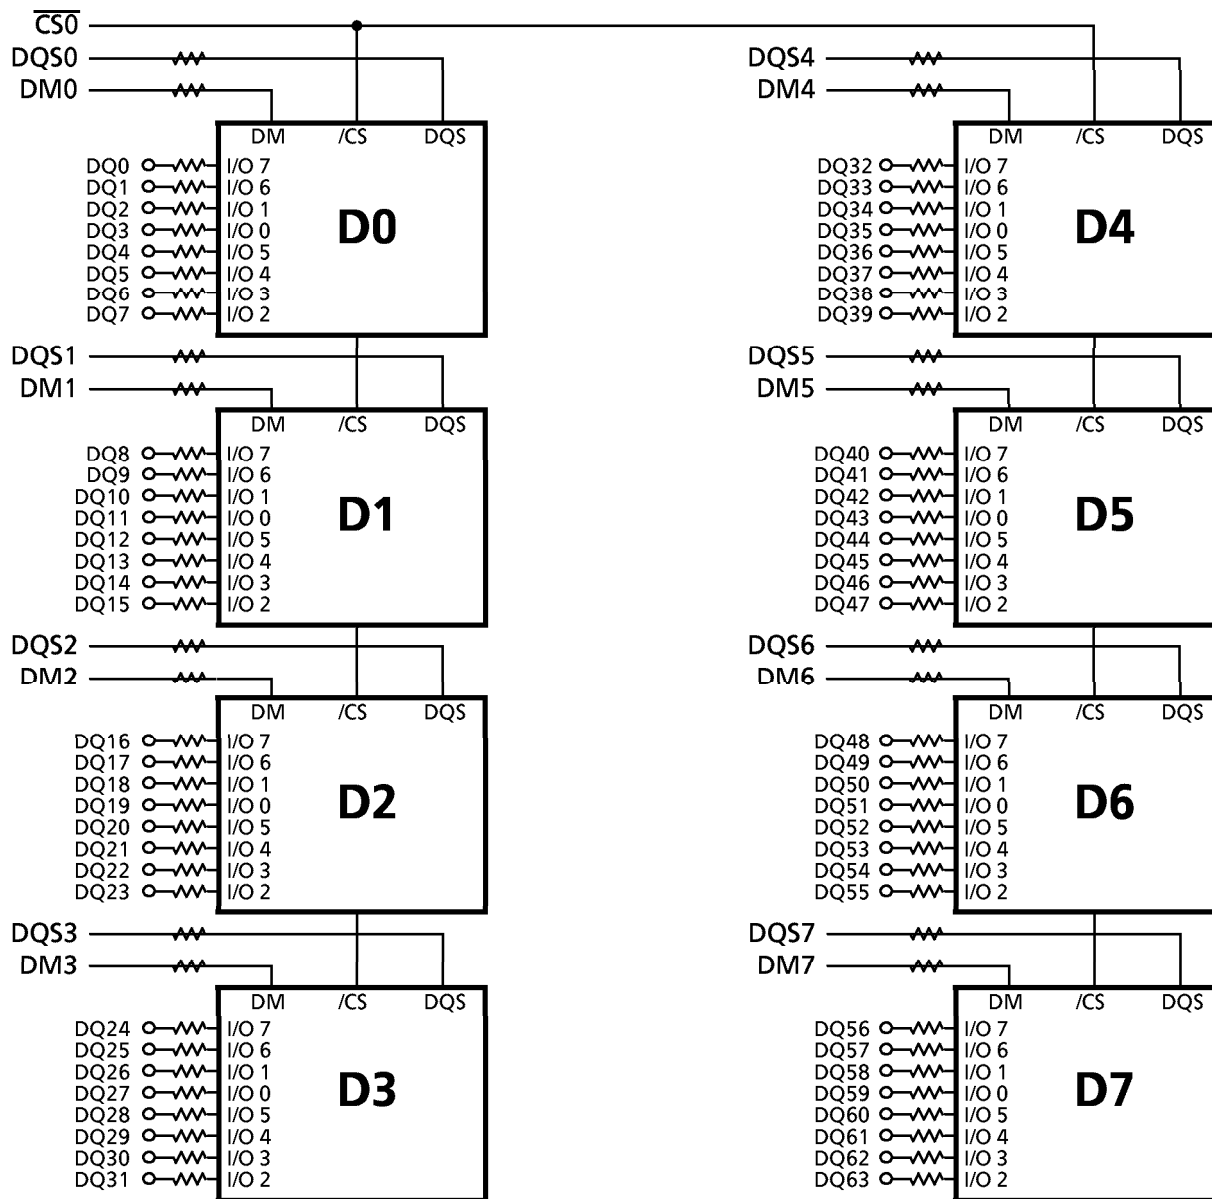 C̅S̅0̅
DQS0
DM0
DM /CS DQS
DQ0 I/O 7
DQ1 I/O 6
DQ2 I/O 1
DQ3 I/O 0
DQ4 I/O 5
DQ5 I/O 4
DQ6 I/O 3
DQ7 I/O 2
D0
DQS1
DM1
DM /CS DQS
DQ8 I/O 7
DQ9 I/O 6
DQ10 I/O 1
DQ11 I/O 0
DQ12 I/O 5
DQ13 I/O 4
DQ14 I/O 3
DQ15 I/O 2
D1
DQS2
DM2
DM /CS DQS
DQ16 I/O 7
DQ17 I/O 6
DQ18 I/O 1
DQ19 I/O 0
DQ20 I/O 5
DQ21 I/O 4
DQ22 I/O 3
DQ23 I/O 2
D2
DQS3
DM3
DM /CS DQS
DQ24 I/O 7
DQ25 I/O 6
DQ26 I/O 1
DQ27 I/O 0
DQ28 I/O 5
DQ29 I/O 4
DQ30 I/O 3
DQ31 I/O 2
D3
DQS4
DM4
DM /CS DQS
DQ32 I/O 7
DQ33 I/O 6
DQ34 I/O 1
DQ35 I/O 0
DQ36 I/O 5
DQ37 I/O 4
DQ38 I/O 3
DQ39 I/O 2
D4
DQS5
DM5
DM /CS DQS
DQ40 I/O 7
DQ41 I/O 6
DQ42 I/O 1
DQ43 I/O 0
DQ44 I/O 5
DQ45 I/O 4
DQ46 I/O 3
DQ47 I/O 2
D5
DQS6
DM6
DM /CS DQS
DQ48 I/O 7
DQ49 I/O 6
DQ50 I/O 1
DQ51 I/O 0
DQ52 I/O 5
DQ53 I/O 4
DQ54 I/O 3
DQ55 I/O 2
D6
DQS7
DM7
DM /CS DQS
DQ56 I/O 7
DQ57 I/O 6
DQ58 I/O 1
DQ59 I/O 0
DQ60 I/O 5
DQ61 I/O 4
DQ62 I/O 3
DQ63 I/O 2
D7